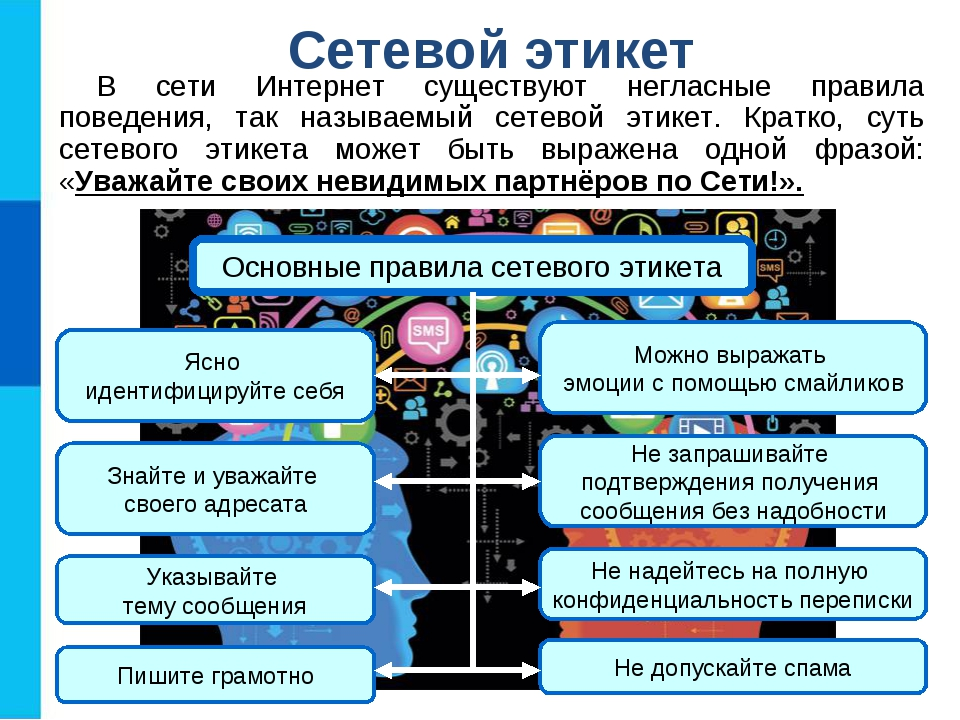 Сетевой этикет
В сети Интернет существуют негласные правила
поведения, так называемый сетевой этикет. Кратко, суть
сетевого этикета может быть выражена одной фразой:
«Уважайте своих невидимых партнёров по Сети!».
Основные правила сетевого этикета
SMS
SMS
Ясно
идентифицируйте себя
Можно выражать
эмоции с помощью смайликов
Знайте и уважайте
своего адресата
Не запрашивайте
подтверждения получения
сообщения без надобности
Указывайте
тему сообщения
Не надейтесь на полную
конфиденциальность переписки
Пишите грамотно
Не допускайте спама